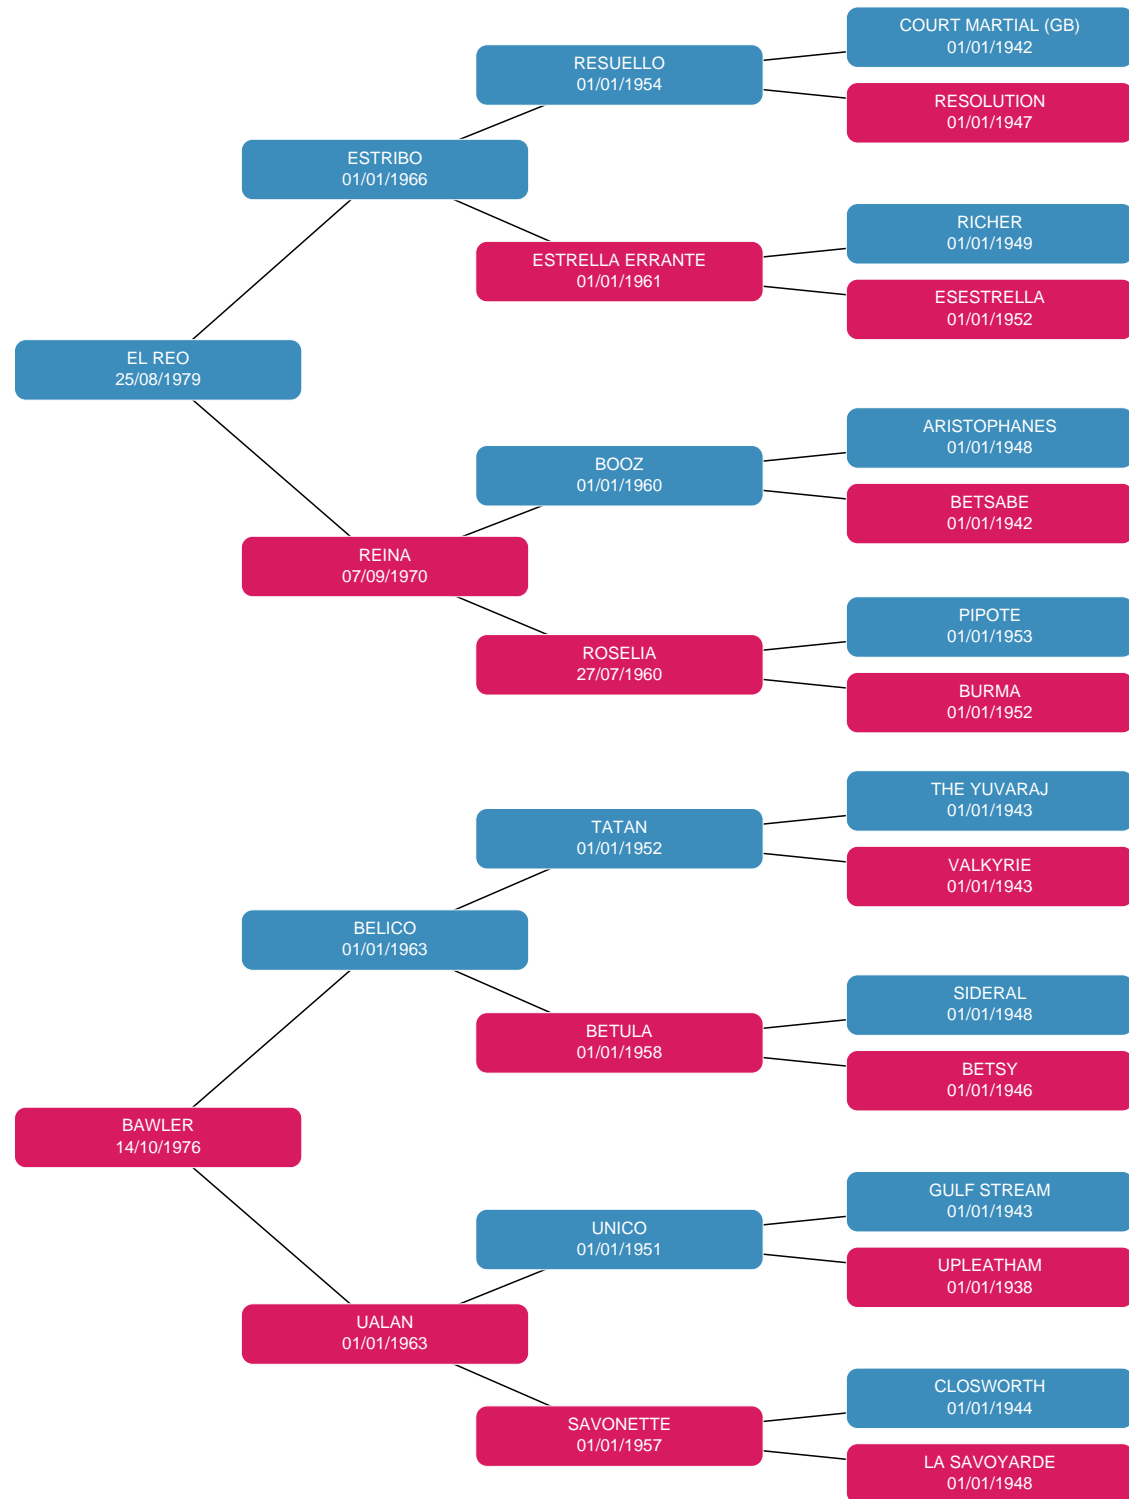 COURT MARTIAL (GB)
01/01/1942
RESUELLO
01/01/1954
RESOLUTION
01/01/1947
ESTRIBO
01/01/1966
RICHER
01/01/1949
ESTRELLA ERRANTE
01/01/1961
ESESTRELLA
01/01/1952
EL REO
25/08/1979
ARISTOPHANES
01/01/1948
BOOZ
01/01/1960
BETSABE
01/01/1942
REINA
07/09/1970
PIPOTE
01/01/1953
ROSELIA
27/07/1960
BURMA
01/01/1952
THE YUVARAJ
01/01/1943
TATAN
01/01/1952
VALKYRIE
01/01/1943
BELICO
01/01/1963
SIDERAL
01/01/1948
BETULA
01/01/1958
BETSY
01/01/1946
BAWLER
14/10/1976
GULF STREAM
01/01/1943
UNICO
01/01/1951
UPLEATHAM
01/01/1938
UALAN
01/01/1963
CLOSWORTH
01/01/1944
SAVONETTE
01/01/1957
LA SAVOYARDE
01/01/1948